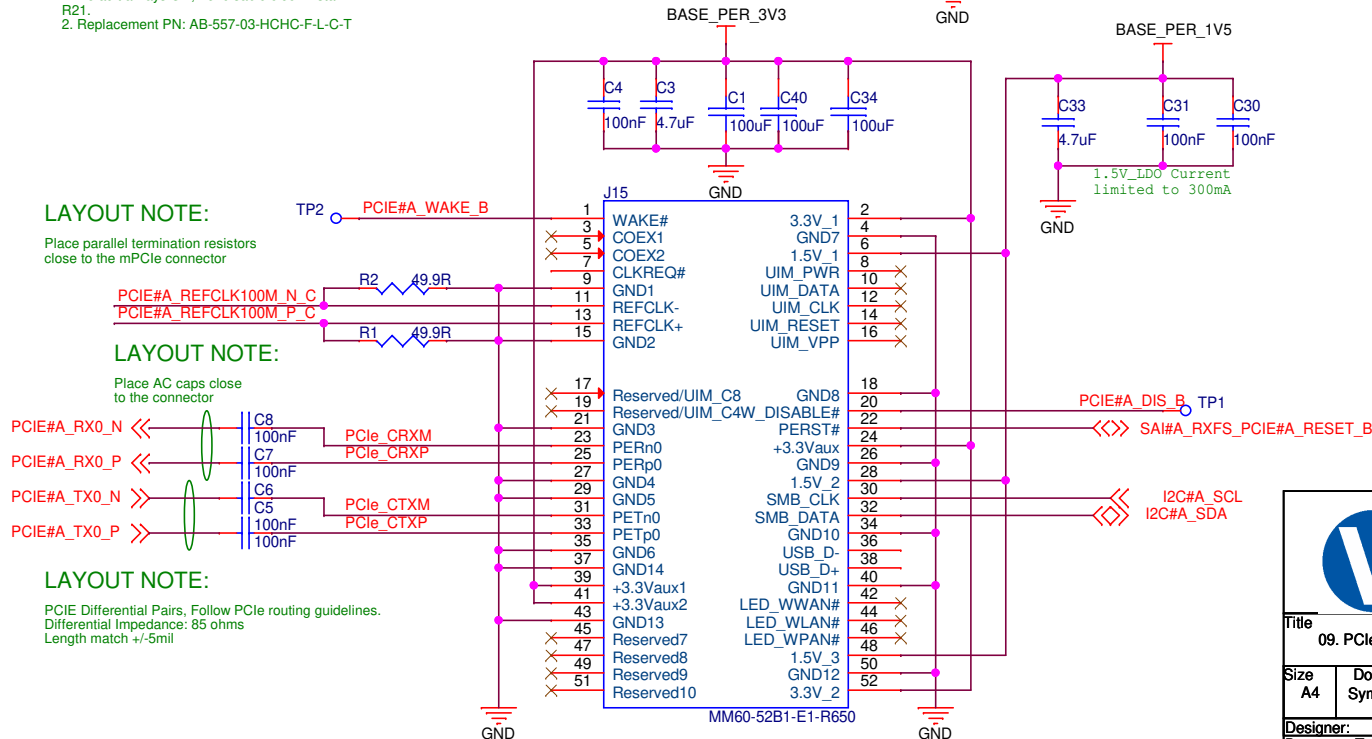 R21.
2. Replacement PN: AB-557-03-HCHC-F-L-C-T
BASE_PER_3V3
GND
BASE_PER_1V5
C4
100nF
C3
4.7uF
C1
100uF
C40
100uF
C34
100uF
C33
4.7uF
C31
100nF
C30
100nF
1.5V_LDO Current
limited to 300mA
GND
GND
LAYOUT NOTE:
Place parallel termination resistors
close to the mPCIe connector
TP2
PCIE#A_WAKE_B
J15
R2 49.9R
PCIE#A_REFCLK100M_N_C
PCIE#A_REFCLK100M_P_C
R1 49.9R
LAYOUT NOTE:
Place AC caps close
to the connector
PCIE#A_RX0_N
C8
100nF
PCIe_CRXM
PCIE#A_RX0_P
C7
100nF
PCIe_CRXP
PCIE#A_TX0_N
C6
PCIe_CTXM
C5
100nF
PCIE#A_TX0_P
100nF
PCIe_CTXP
LAYOUT NOTE:
PCIE Differential Pairs, Follow PCIe routing guidelines.
Differential Impedance: 85 ohms
Length match +/-5mil
1 WAKE# 3.3V_1 2
3 COEX1 GND7 4
5 COEX2 1.5V_1 6
7 CLKREQ# UIM_PWR 8
9 GND1 UIM_DATA 10
11 REFCLK- UIM_CLK 12
13 REFCLK+ UIM_RESET 14
15 GND2 UIM_VPP 16
17 Reserved/UIM_C8 GND8 18
19 Reserved/UIM_C4 W_DISABLE# 20
21 GND3 PERST# 22
23 PERn0 +3.3Vaux 24
25 PERp0 GND9 26
27 GND4 1.5V_2 28
29 GND5 SMB_CLK 30
31 PETn0 SMB_DATA 32
33 PETp0 GND10 34
35 GND6 USB_D- 36
37 GND14 USB_D+ 38
39 +3.3Vaux1 GND11 40
41 +3.3Vaux2 LED_WWAN# 42
43 GND13 LED_WLAN# 44
45 Reserved7 LED_WPAN# 46
47 Reserved8 1.5V_3 48
49 Reserved9 GND12 50
51 Reserved10 3.3V_2 52
MM60-52B1-E1-R650
GND
GND
PCIE#A_DIS_B
TP1
SAI#A_RXFS_PCIE#A_RESET_B
I2C#A_SCL
I2C#A_SDA
Title
09. PCIe
Size
A4
Do
Sym
Designer: